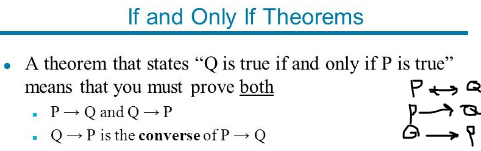 If and Only If Theorems
• A theorem that states “Q is true if and only if P is true”
means that you must prove both
▪ P → Q and Q → P
▪ Q → P is the converse of P → Q
P ↔ Q
P → Q
Q → P